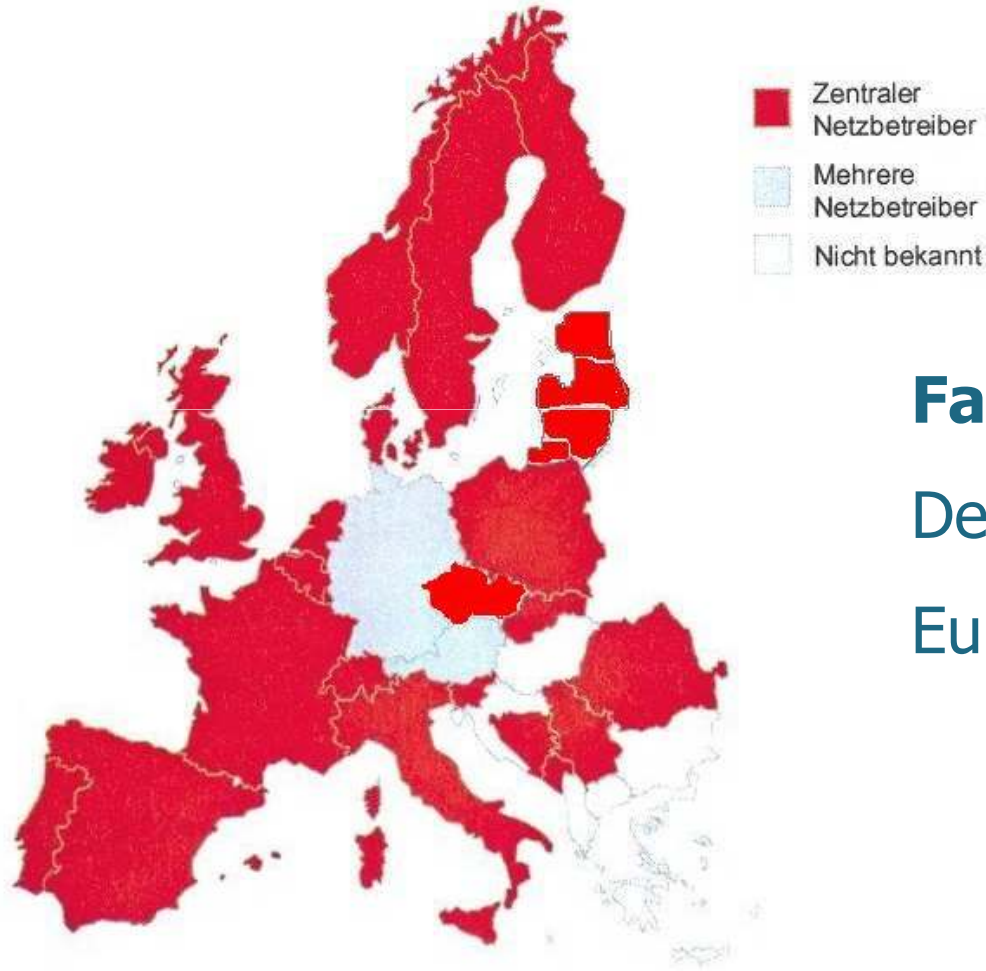 Zentraler
Netzbetreiber
Mehrere
Netzbetreiber
Nicht bekannt
Fa
De
Eu